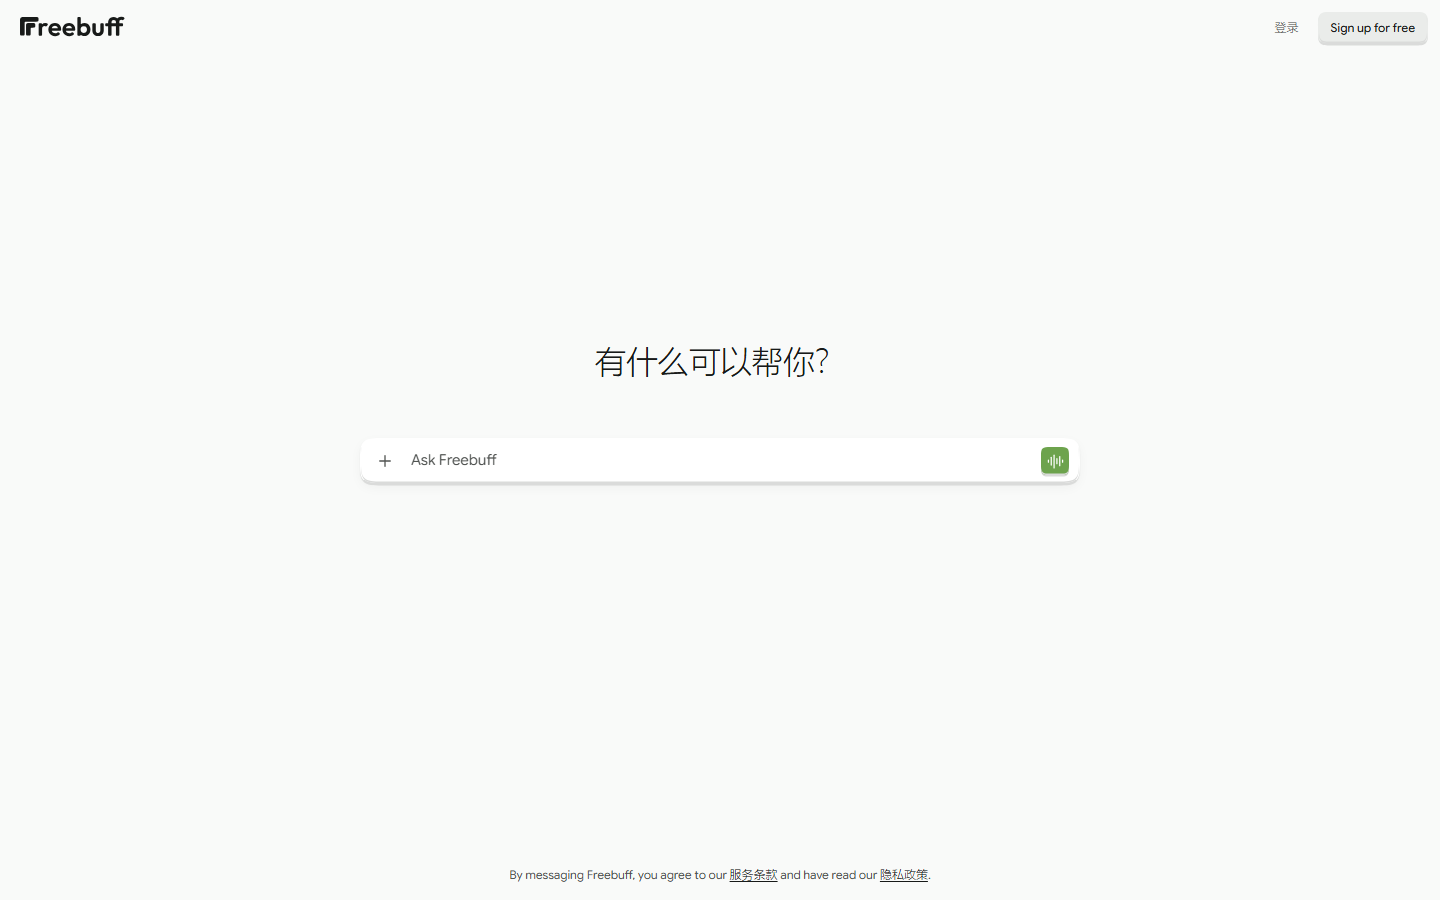 Freebuff
登录
Sign up for free
有什么可以帮你?
Ask Freebuff
By messaging Freebuff, you agree to our 服务条款 and have read our 隐私政策.